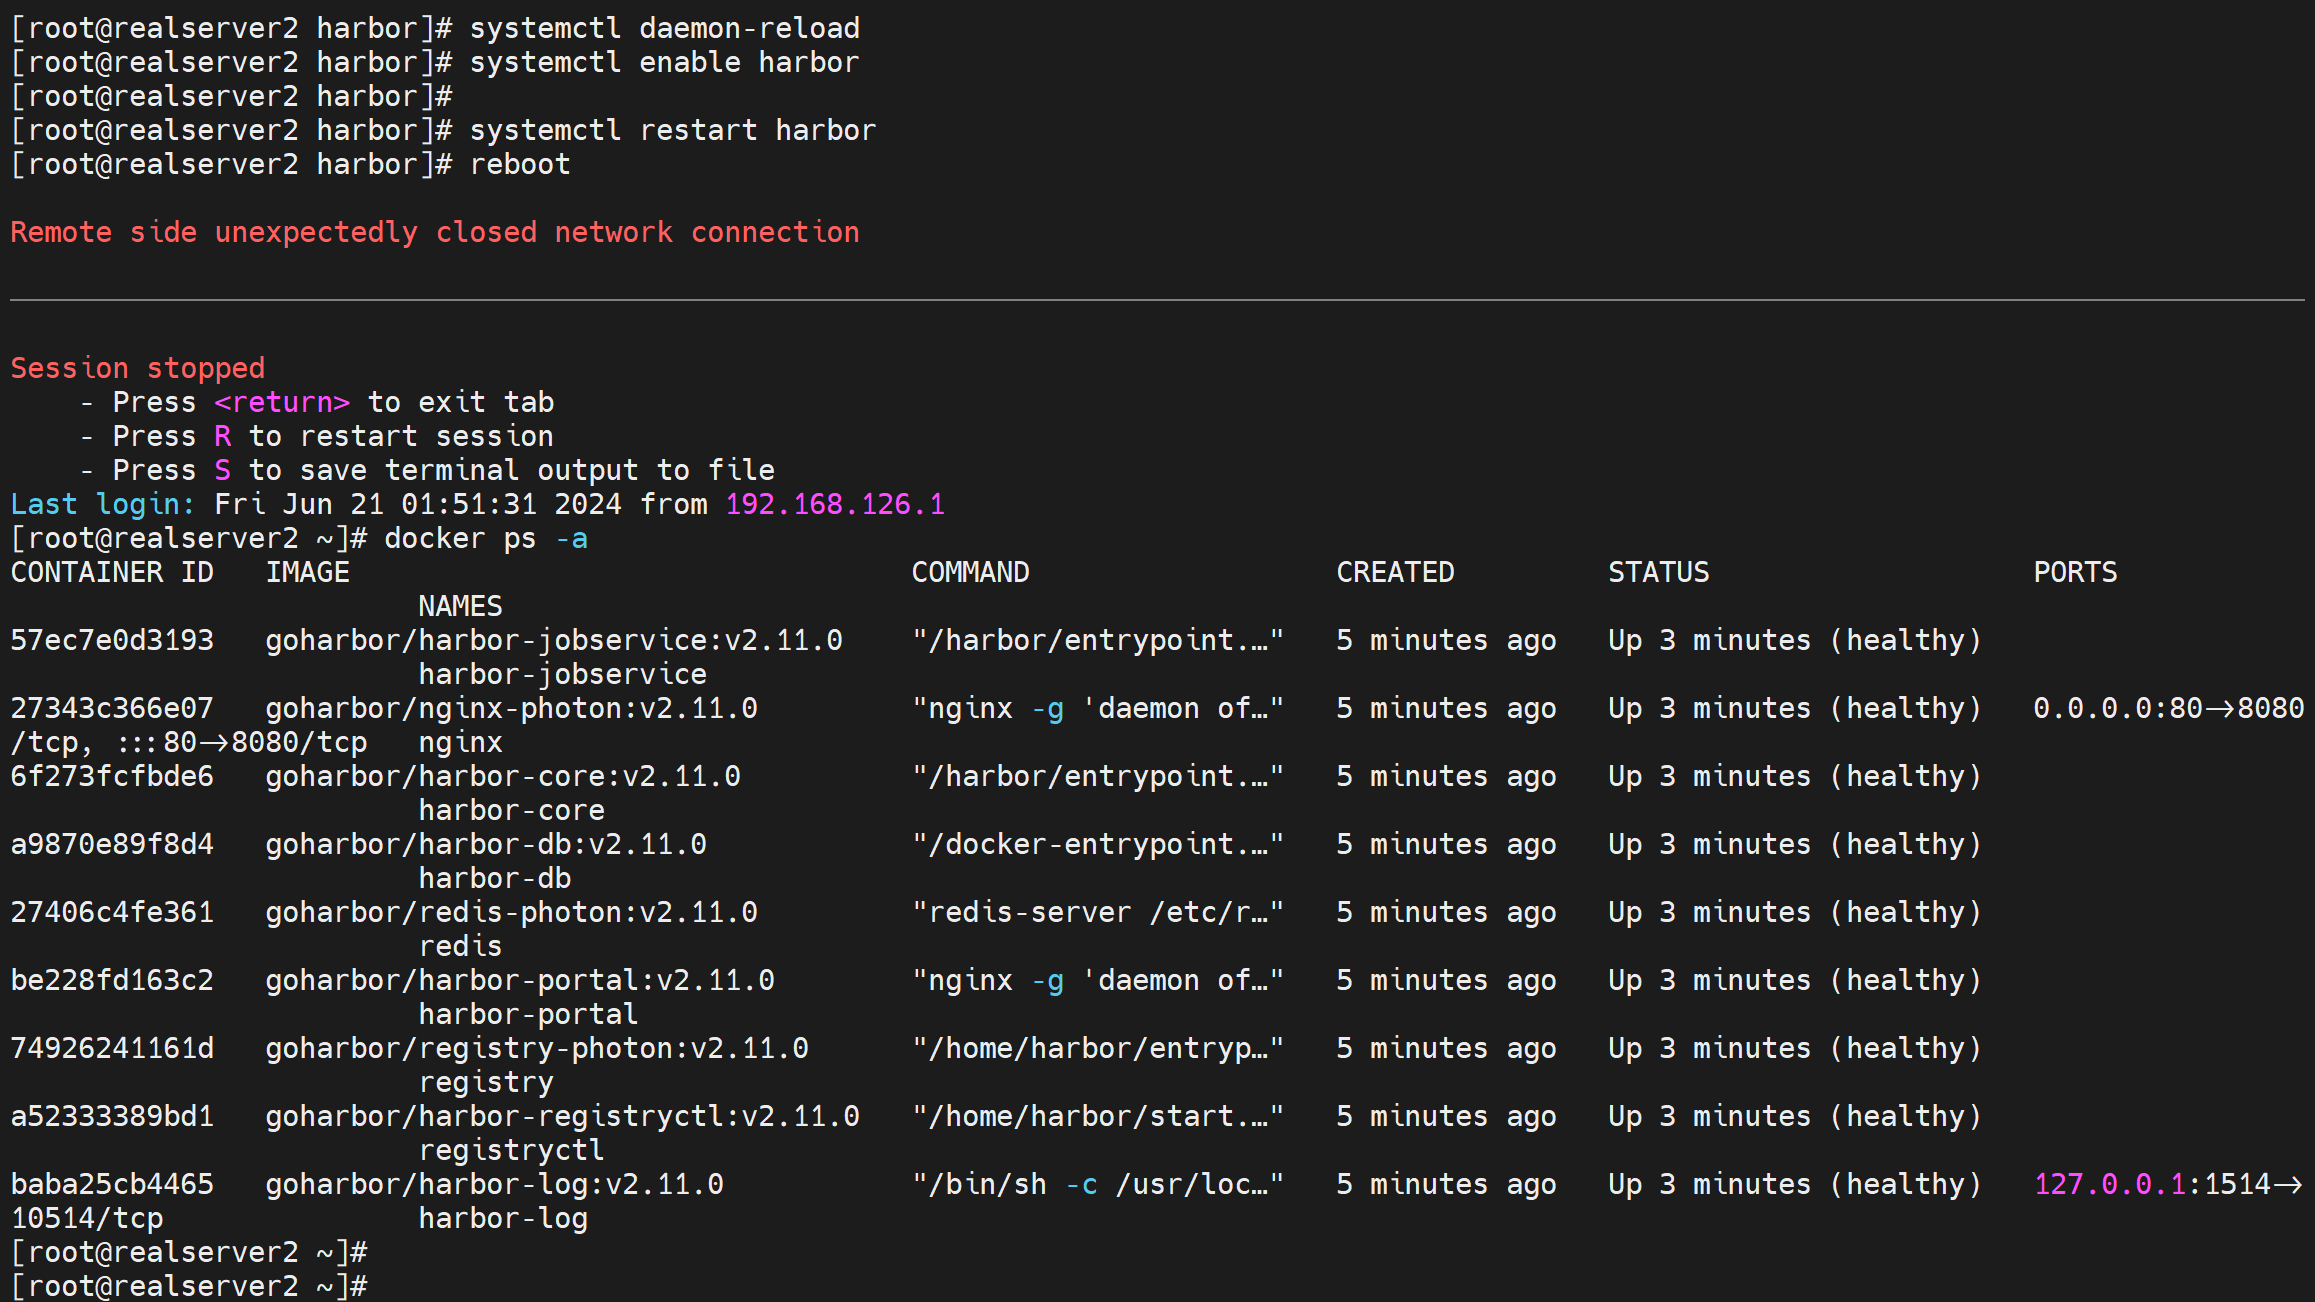 [root@realserver2 harbor]# systemctl daemon-reload
[root@realserver2 harbor]# systemctl enable harbor
[root@realserver2 harbor]#
[root@realserver2 harbor]# systemctl restart harbor
[root@realserver2 harbor]# reboot
Remote side unexpectedly closed network connection
Session stopped
    - Press <return> to exit tab
    - Press R to restart session
    - Press S to save terminal output to file
Last login: Fri Jun 21 01:51:31 2024 from 192.168.126.1
[root@realserver2 ~]# docker ps -a
CONTAINER ID   IMAGE                                 COMMAND                  CREATED         STATUS                   PORTS
                        NAMES
57ec7e0d3193   goharbor/harbor-jobservice:v2.11.0    "/harbor/entrypoint.…"   5 minutes ago   Up 3 minutes (healthy)
                        harbor-jobservice
27343c366e07   goharbor/nginx-photon:v2.11.0         "nginx -g 'daemon of…"   5 minutes ago   Up 3 minutes (healthy)   0.0.0.0:80->8080
/tcp, :::80->8080/tcp   nginx
6f273fcfbde6   goharbor/harbor-core:v2.11.0          "/harbor/entrypoint.…"   5 minutes ago   Up 3 minutes (healthy)
                        harbor-core
a9870e89f8d4   goharbor/harbor-db:v2.11.0            "/docker-entrypoint.…"   5 minutes ago   Up 3 minutes (healthy)
                        harbor-db
27406c4fe361   goharbor/redis-photon:v2.11.0         "redis-server /etc/r…"   5 minutes ago   Up 3 minutes (healthy)
                        redis
be228fd163c2   goharbor/harbor-portal:v2.11.0        "nginx -g 'daemon of…"   5 minutes ago   Up 3 minutes (healthy)
                        harbor-portal
74926241161d   goharbor/registry-photon:v2.11.0      "/home/harbor/entryp…"   5 minutes ago   Up 3 minutes (healthy)
                        registry
a52333389bd1   goharbor/harbor-registryctl:v2.11.0   "/home/harbor/start.…"   5 minutes ago   Up 3 minutes (healthy)
                        registryctl
baba25cb4465   goharbor/harbor-log:v2.11.0           "/bin/sh -c /usr/loc…"   5 minutes ago   Up 3 minutes (healthy)   127.0.0.1:1514->
10514/tcp               harbor-log
[root@realserver2 ~]#
[root@realserver2 ~]#